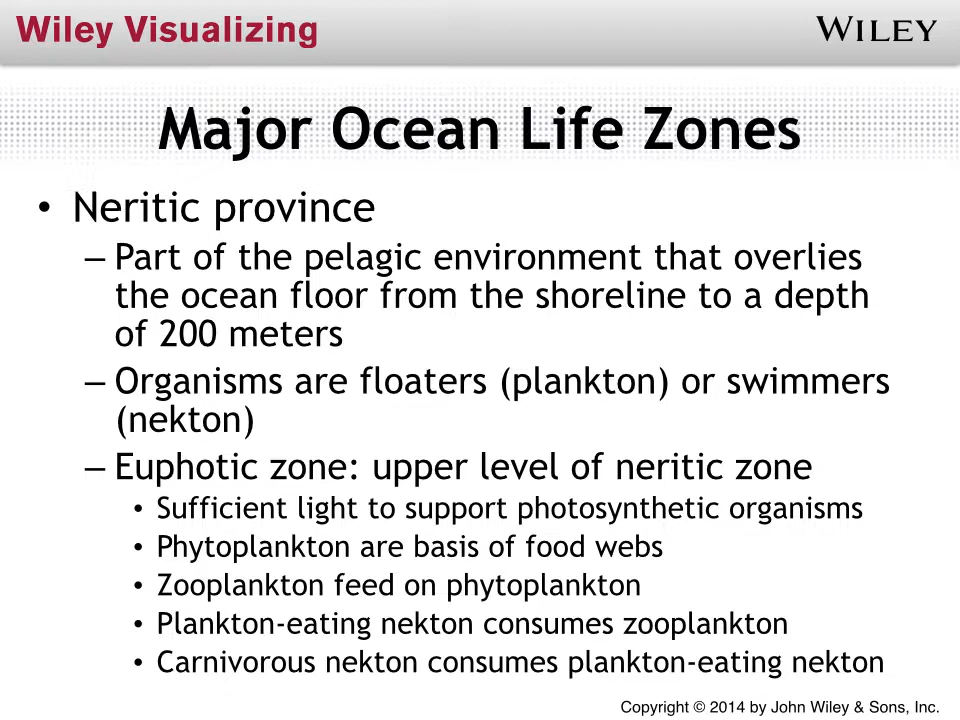 Wiley Visualizing
WILEY
Major Ocean Life Zones
• Neritic province
– Part of the pelagic environment that overlies
the ocean floor from the shoreline to a depth
of 200 meters
– Organisms are floaters (plankton) or swimmers
(nekton)
– Euphotic zone: upper level of neritic zone
• Sufficient light to support photosynthetic organisms
• Phytoplankton are basis of food webs
• Zooplankton feed on phytoplankton
• Plankton-eating nekton consumes zooplankton
• Carnivorous nekton consumes plankton-eating nekton
Copyright © 2014 by John Wiley & Sons, Inc.